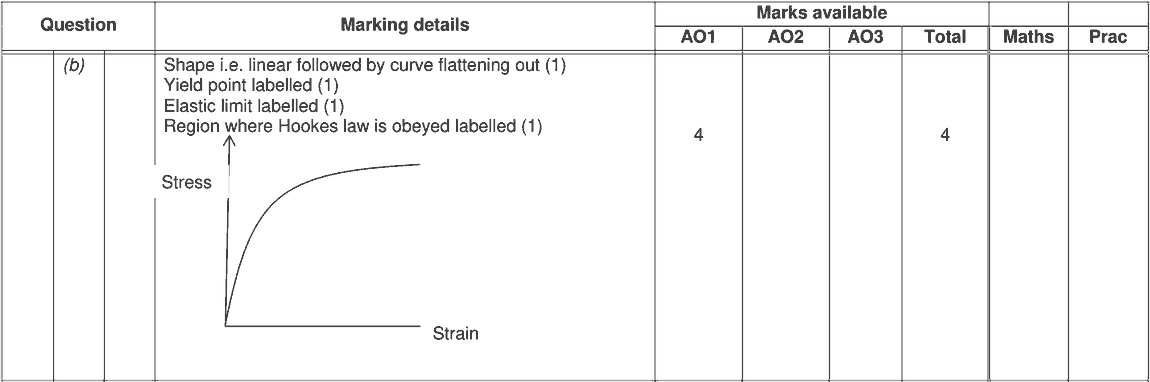 Question Marking details Marks available
AO1 AO2 AO3 Total Maths Prac
(b) Shape i.e. linear followed by curve flattening out (1)
Yield point labelled (1)
Elastic limit labelled (1)
Region where Hookes law is obeyed labelled (1)
4 4
Stress
Strain